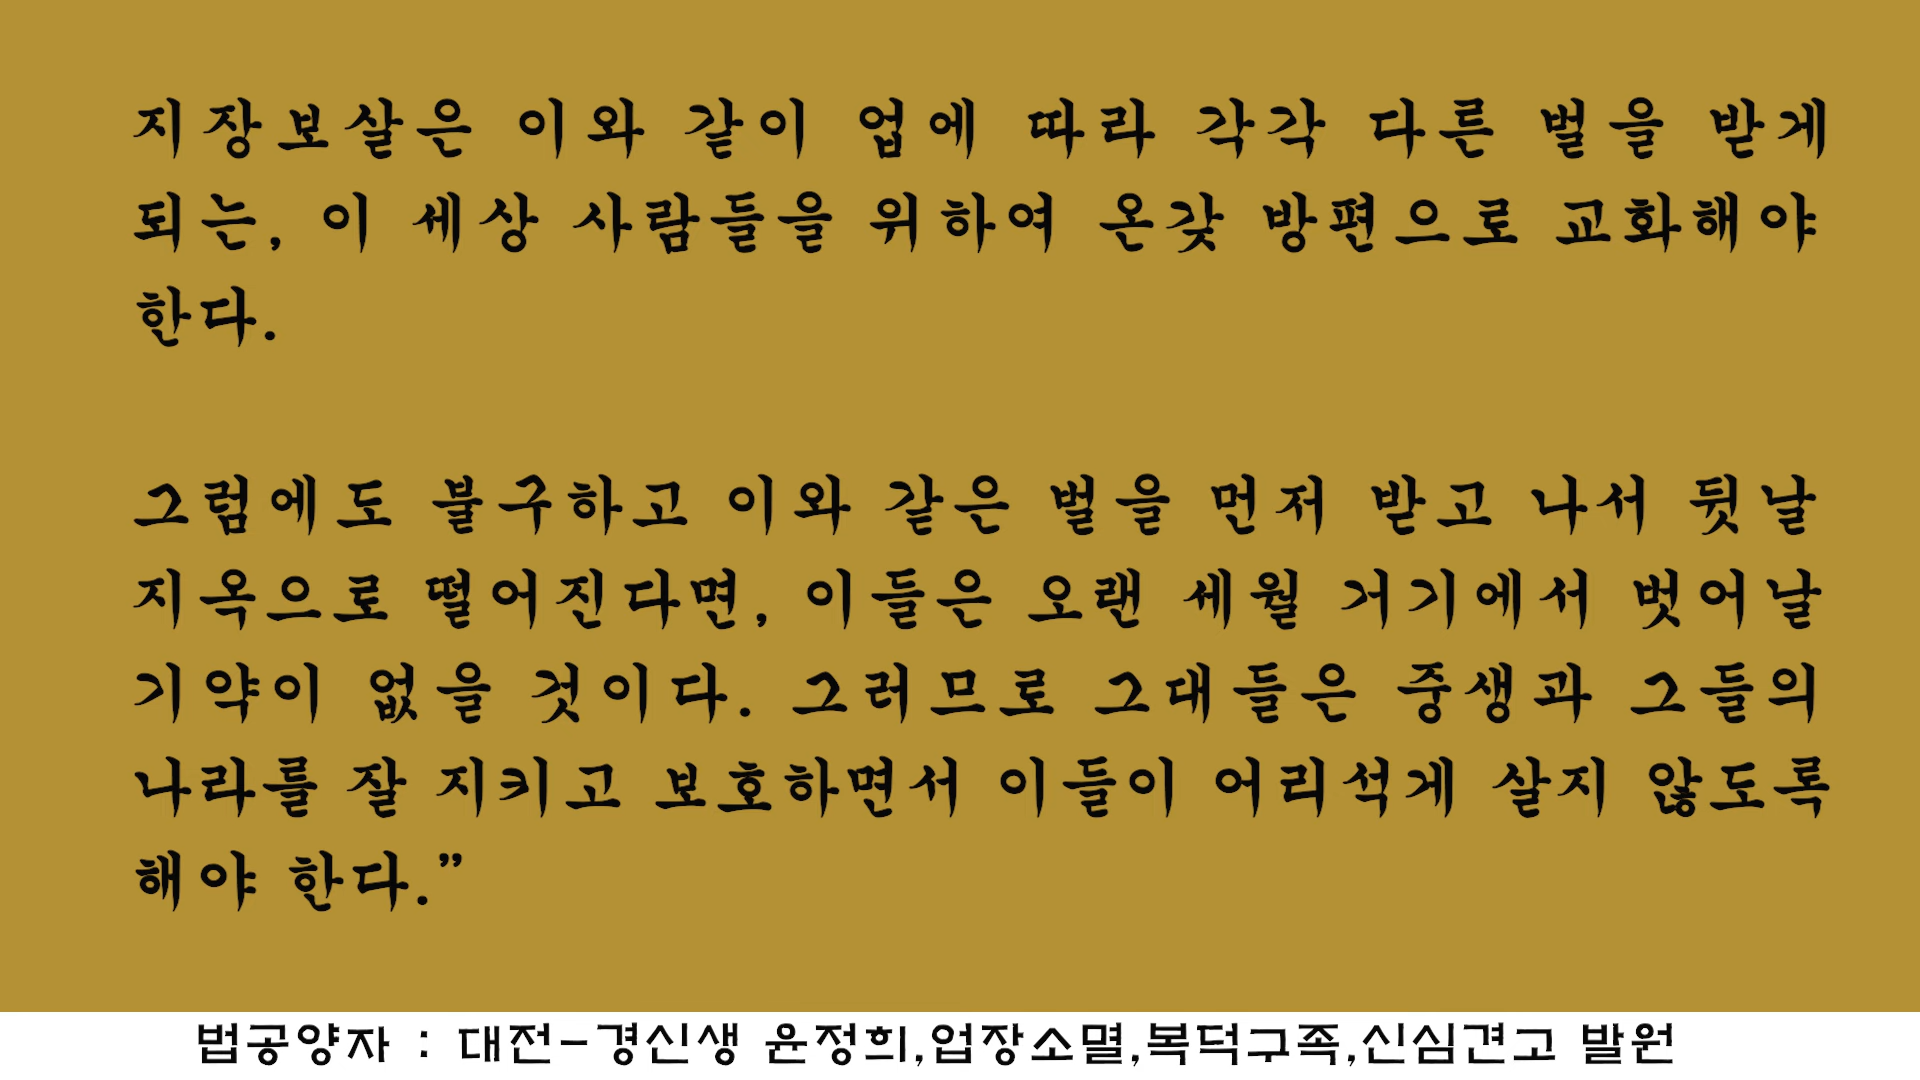 지장보살은 이와 같이 업에 따라 각각 다른 벌을 받게
되는, 이 세상 사람들을 위하여 온갖 방편으로 교화해야
한다.
그럼에도 불구하고 이와 같은 벌을 먼저 받고 나서 뒷날
지옥으로 떨어진다면, 이들은 오랜 세월 거기에서 벗어날
기약이 없을 것이다. 그러므로 그대들은 중생과 그들의
나라를 잘 지키고 보호하면서 이들이 어리석게 살지 않도록
해야 한다.”
법공양자 : 대전-경신생 윤정희,업장소멸,복덕구족,신심견고 발원